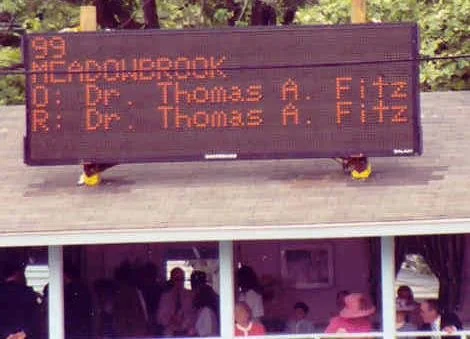 99
MEADOWBROOK
O: Dr. Thomas A. Fitz
R: Dr. Thomas A. Fitz